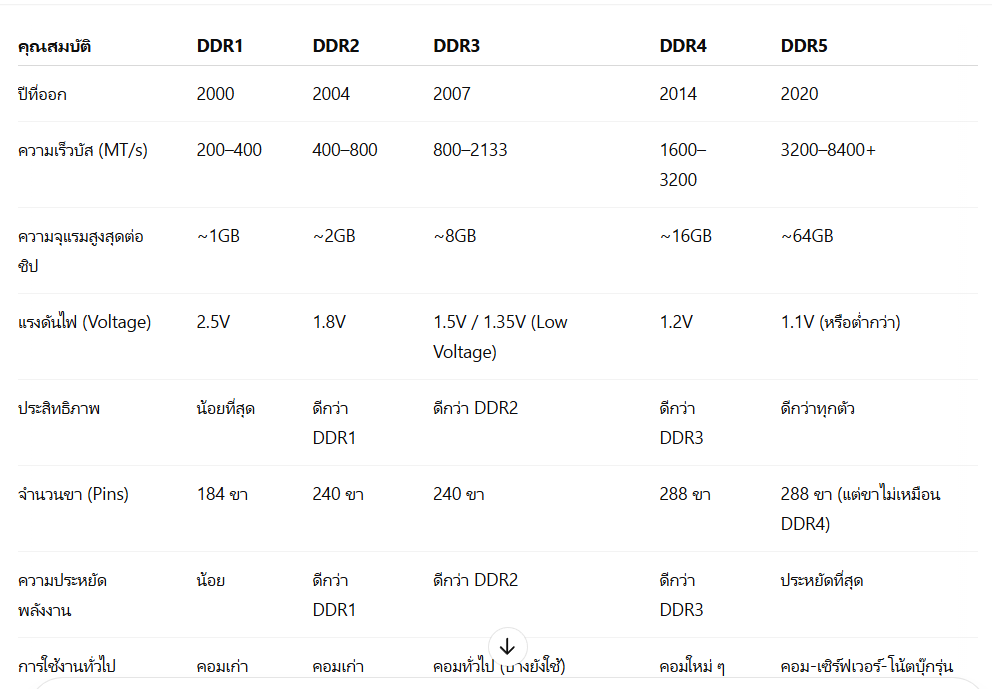 คุณสมบัติ DDR1 DDR2 DDR3 DDR4 DDR5
ปีที่ออก 2000 2004 2007 2014 2020
ความเร็วบัส (MT/s) 200–400 400–800 800–2133 1600– 3200–8400+
3200
ความจุแรมสูงสุดต่อ ~1GB ~2GB ~8GB ~16GB ~64GB
ชิป
แรงดันไฟ (Voltage) 2.5V 1.8V 1.5V / 1.35V (Low 1.2V 1.1V (หรือต่ำกว่า)
Voltage)
ประสิทธิภาพ น้อยที่สุด ดีกว่า ดีกว่า DDR2 ดีกว่า ดีกว่าทุกตัว
DDR1 DDR3
จำนวนขา (Pins) 184 ขา 240 ขา 240 ขา 288 ขา 288 ขา (แต่ขาไม่เหมือน
DDR4)
ความประหยัด น้อย ดีกว่า ดีกว่า DDR2 ดีกว่า ประหยัดที่สุด
พลังงาน DDR1 DDR3
การใช้งานทั่วไป คอมเก่า คอมเก่า คอมทั่วไป คอมใหม่ ๆ คอม-เซิร์ฟเวอร์-โน้ตบุ๊กรุ่น